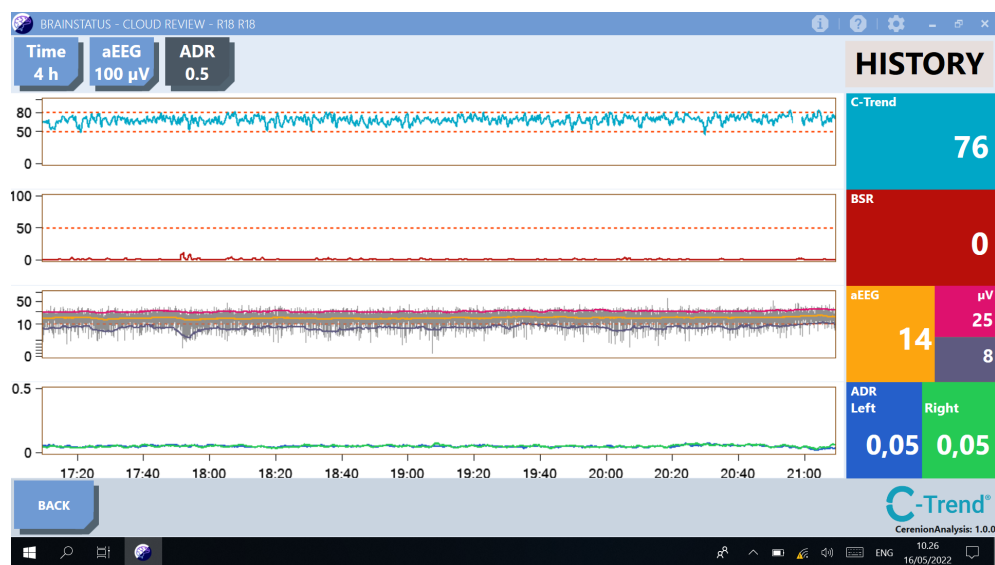 BRAINSTATUS - CLOUD REVIEW - R18 R18
Time
4 h
aEEG
100 µV
ADR
0.5
HISTORY
80
50
0
C-Trend
76
100
50
0
BSR
0
50
10
0
aEEG
14
µV
25
8
0.5
0
ADR
Left
Right
0,05
0,05
17:20 17:40 18:00 18:20 18:40 19:00 19:20 19:40 20:00 20:20 20:40 21:00
BACK
C-Trend®
CerenionAnalysis: 1.0.0
ENG
10.26
16/05/2022